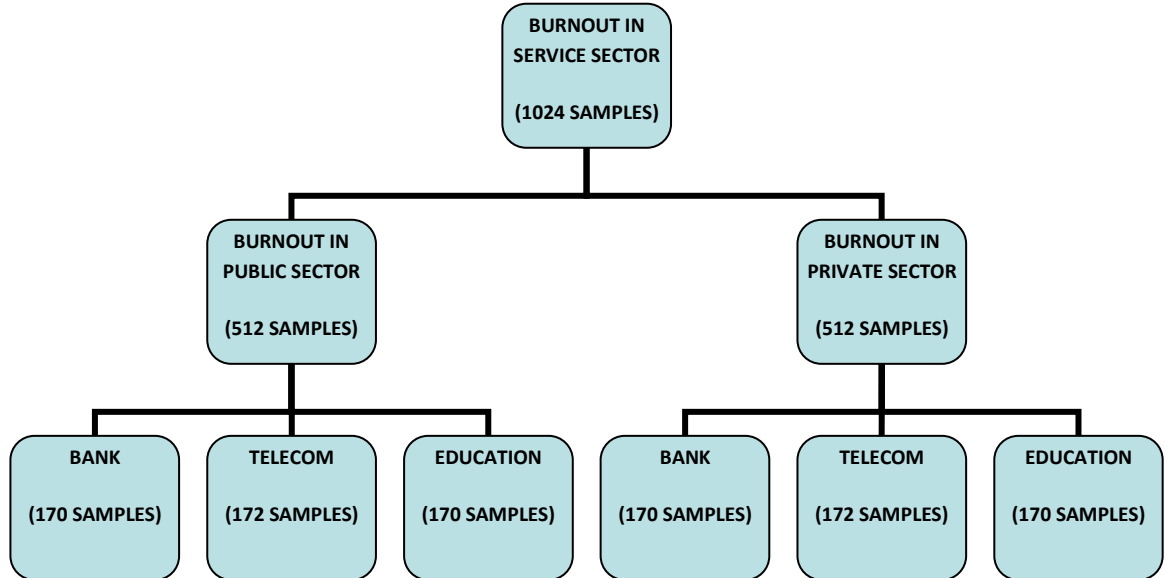 BURNOUT IN
SERVICE SECTOR
(1024 SAMPLES)
BURNOUT IN
PUBLIC SECTOR
(512 SAMPLES)
BURNOUT IN
PRIVATE SECTOR
(512 SAMPLES)
BANK
(170 SAMPLES)
TELECOM
(172 SAMPLES)
EDUCATION
(170 SAMPLES)
BANK
(170 SAMPLES)
TELECOM
(172 SAMPLES)
EDUCATION
(170 SAMPLES)